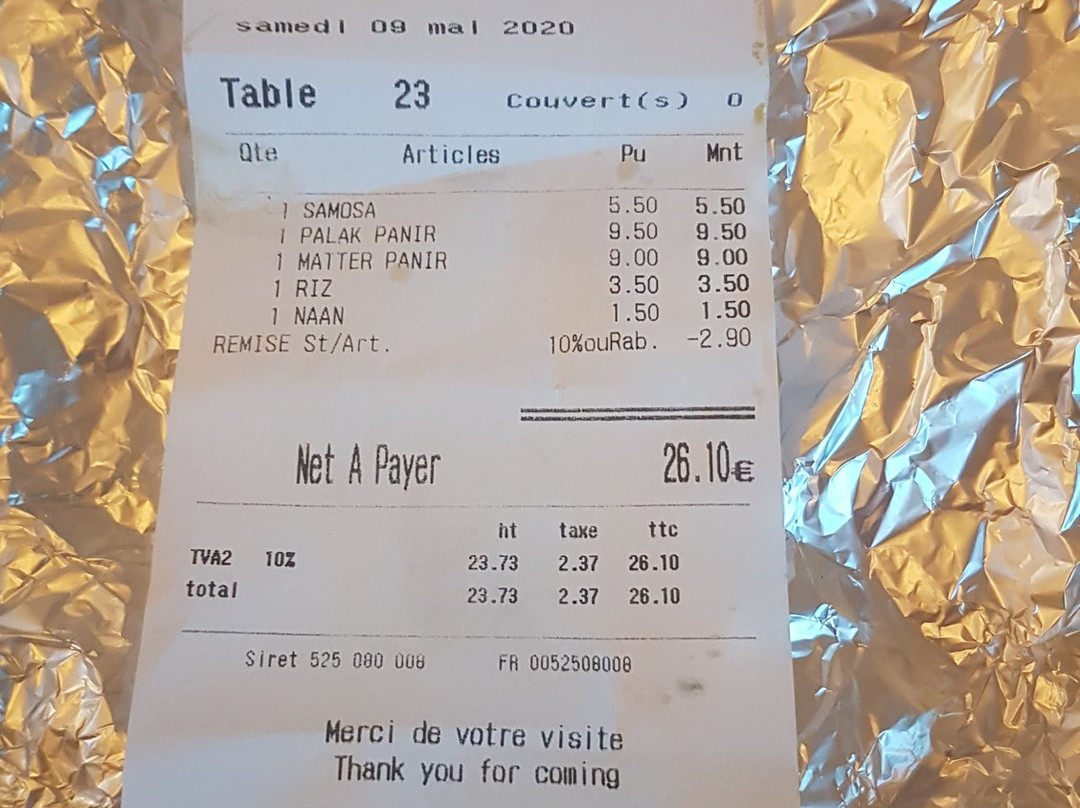 samedi 09 mai 2020
Table 23 Couvert(s) 0
Qte Articles Pu Mnt
1 SAMOSA 5.50 5.50
1 PALAK PANIR 9.50 9.50
1 MATTER PANIR 9.00 9.00
1 RIZ 3.50 3.50
1 NAAN 1.50 1.50
REMISE St/Art. 10%ouRab. -2.90
Net A Payer 26.10€
ht taxe ttc
TVA2 10% 23.73 2.37 26.10
total 23.73 2.37 26.10
Siret 525 080 008 FR 0052508008
Merci de votre visite
Thank you for coming